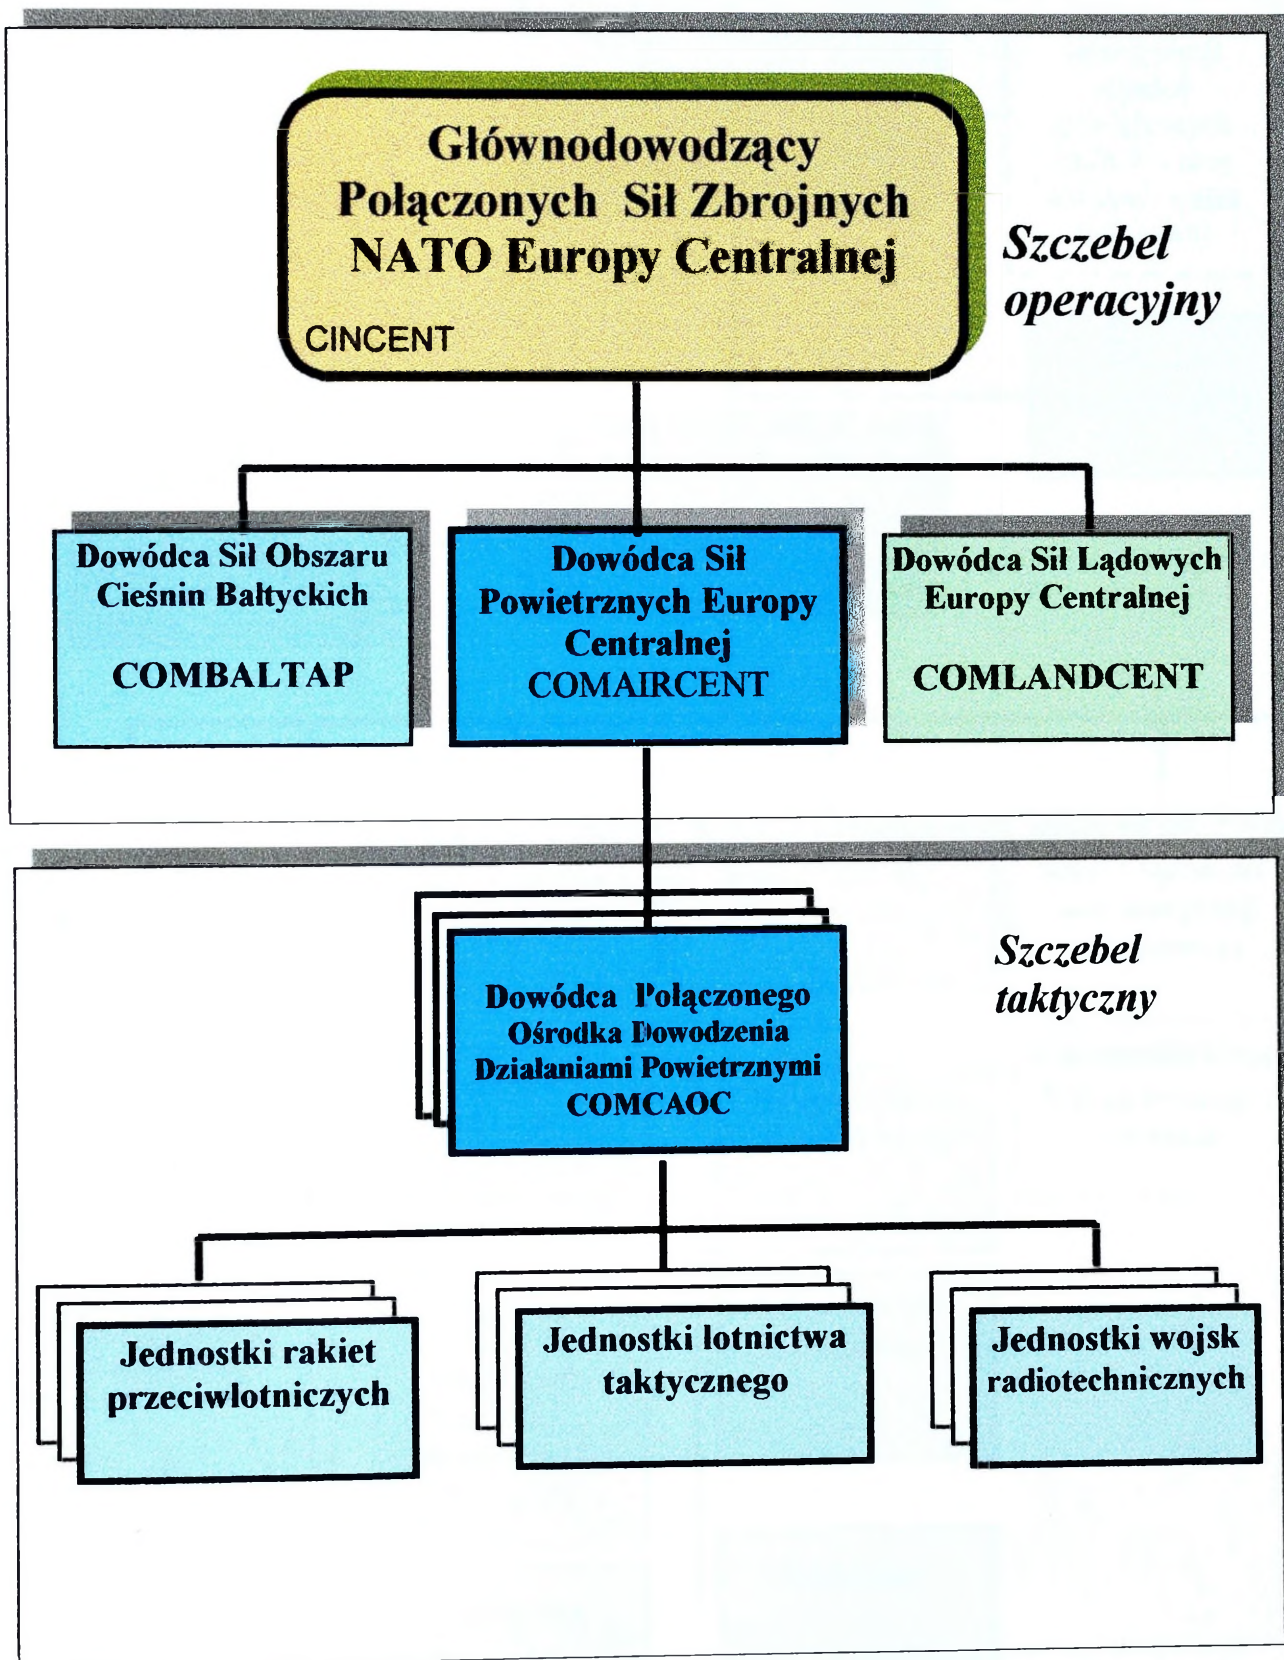 Głównodowodzący
Połączonych Sił Zbrojnych
NATO Europy Centralnej
CINCENT
Szczebel
operacyjny
Dowódca Sił Obszaru
Cieśnin Bałtyckich
COMBALTAP
Dowódca Sił
Powietrznych Europy
Centralnej
COMAIRCENT
Dowódca Sił Lądowych
Europy Centralnej
COMLANDCENT
Szczebel
taktyczny
Dowódca Połączonego
Ośrodka Dowodzenia
Działaniami Powietrznymi
COMCAOC
Jednostki rakiet
przeciwlotniczych
Jednostki lotnictwa
taktycznego
Jednostki wojsk
radiotechnicznych